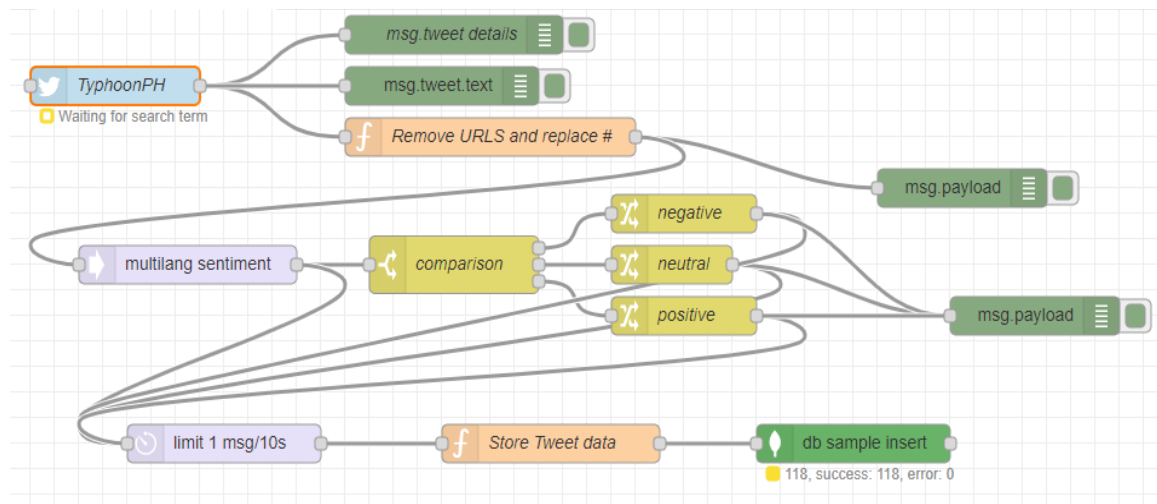 msg.tweet details
TyphoonPH
msg.tweet.text
Waiting for search term
Remove URLS and replace #
msg.payload
negative
multilang sentiment
comparison
neutral
positive
msg.payload
limit 1 msg/10s
Store Tweet data
db sample insert
118, success: 118, error: 0